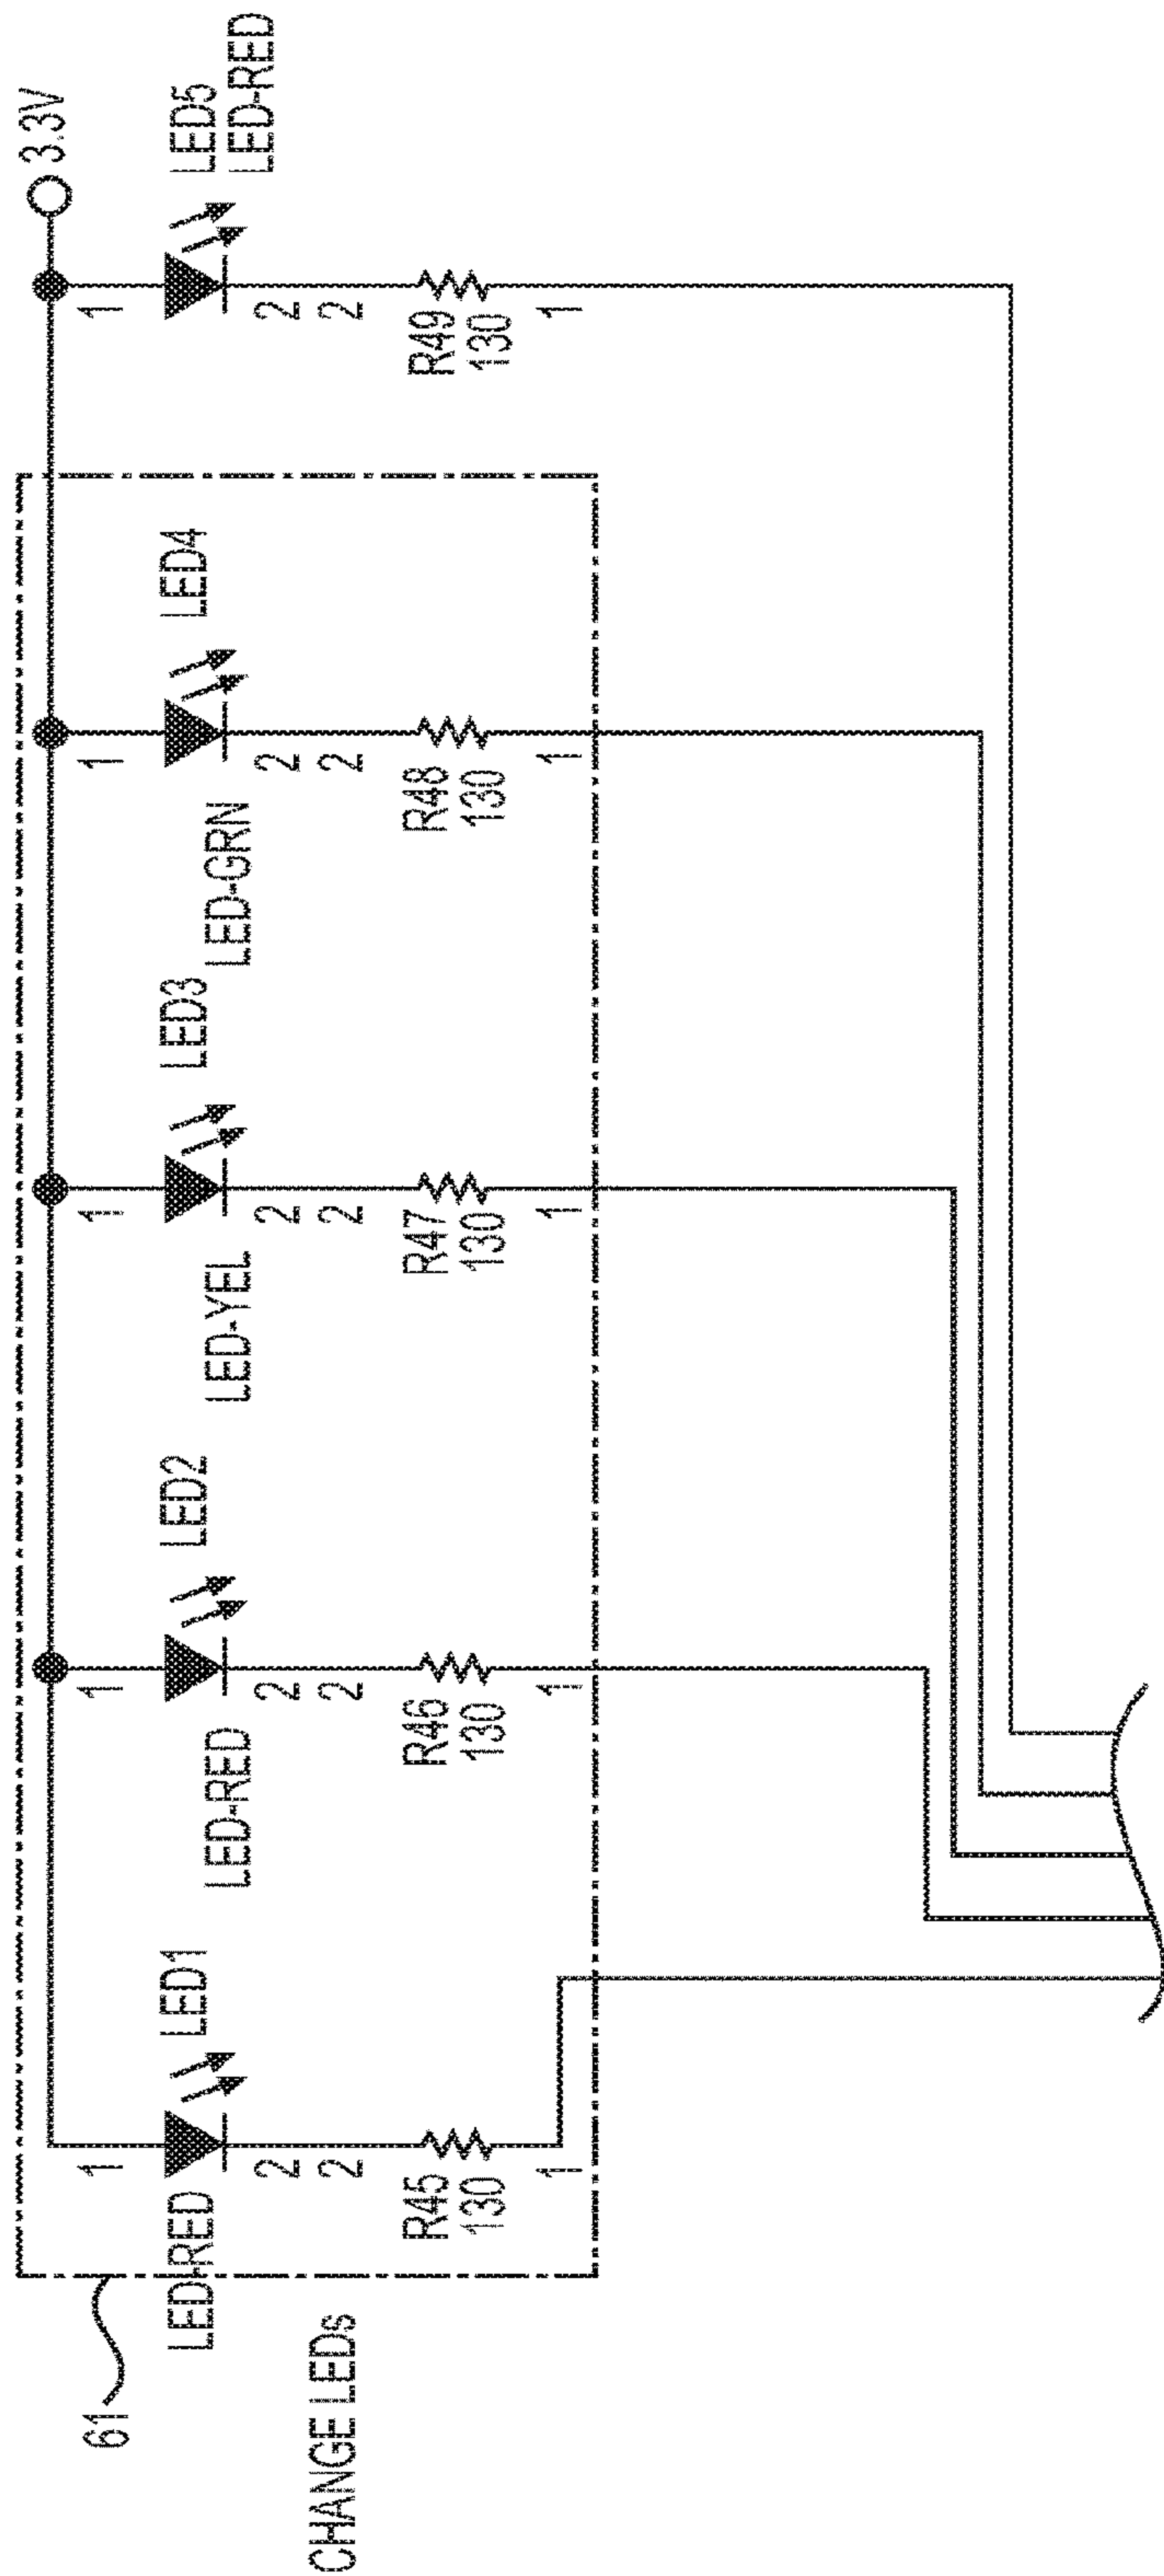 61
CHANGE LEDs
LED-RED
LED1
1
2
2
R45
130
1
LED-RED
LED2
1
2
2
R46
130
1
LED-YEL
LED3
1
2
2
R47
130
1
LED-GRN
LED4
1
2
2
R48
130
1
3.3V
LED5
LED-RED
1
2
2
R49
130
1